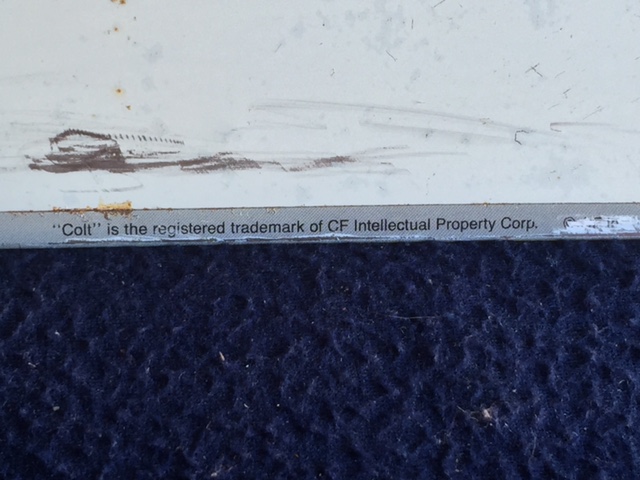 "Colt" is the registered trademark of CF Intellectual Property Corp. ©